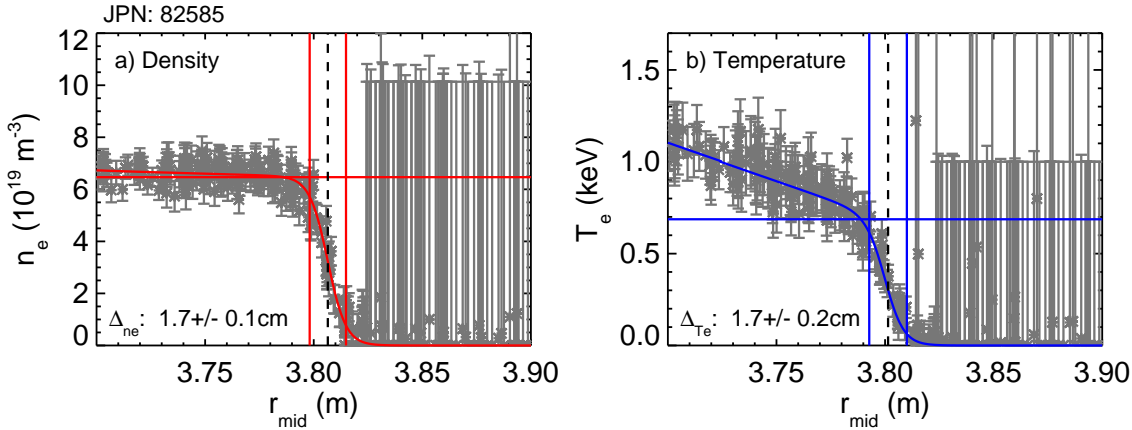 JPN: 82585
a) Density
n_e (10^19 m^-3)
12
10
8
6
4
2
0
Δ_ne: 1.7+/- 0.1cm
3.75 3.80 3.85 3.90
r_mid (m)
b) Temperature
T_e (keV)
1.5
1.0
0.5
0.0
Δ_Te: 1.7+/- 0.2cm
3.75 3.80 3.85 3.90
r_mid (m)